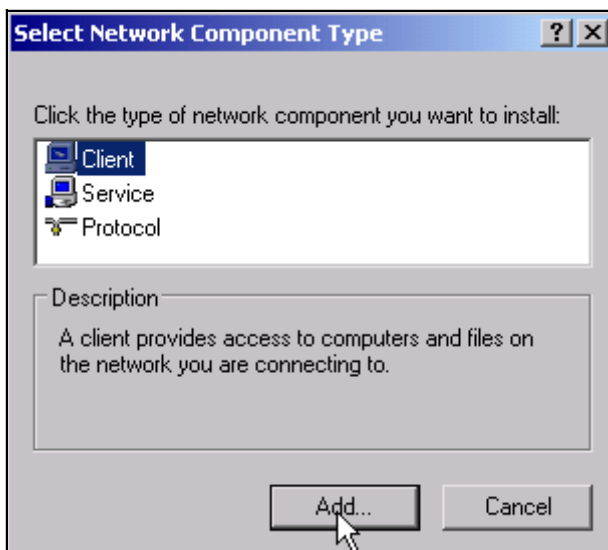 Select Network Component Type
Click the type of network component you want to install:
Client
Service
Protocol
Description
A client provides access to computers and files on
the network you are connecting to.
Add... Cancel